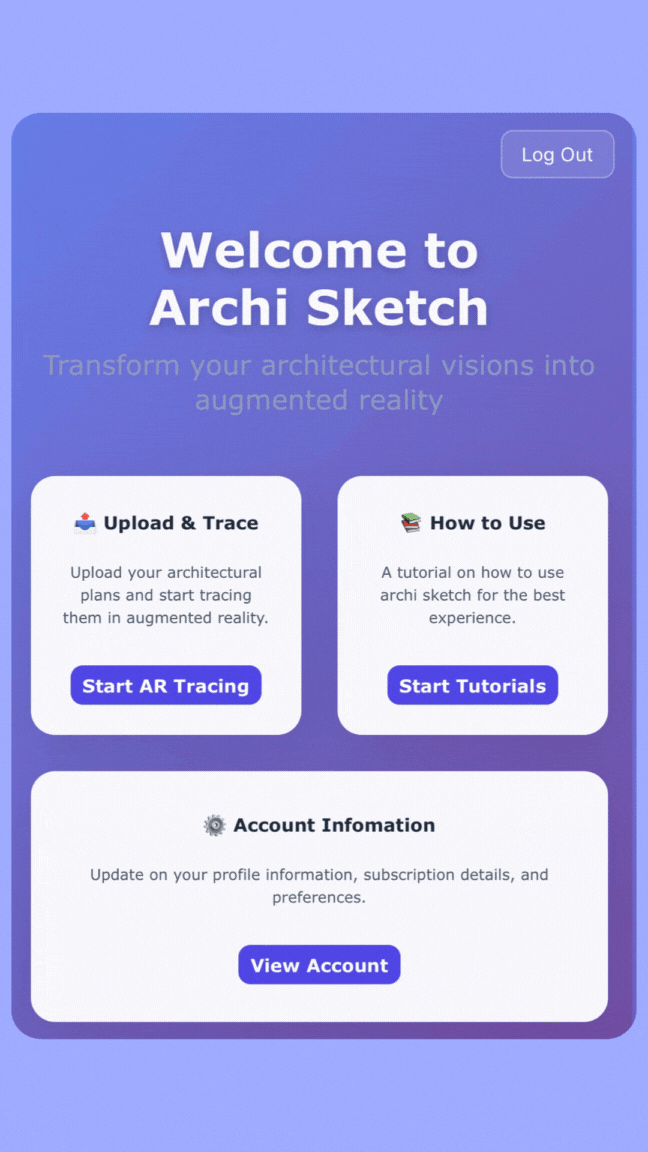 Log Out
Welcome to
Archi Sketch
Transform your architectural visions into
augmented reality
📤 Upload & Trace
Upload your architectural
plans and start tracing
them in augmented reality.
Start AR Tracing
📚 How to Use
A tutorial on how to use
archi sketch for the best
experience.
Start Tutorials
⚙️ Account Infomation
Update on your profile information, subscription details, and
preferences.
View Account